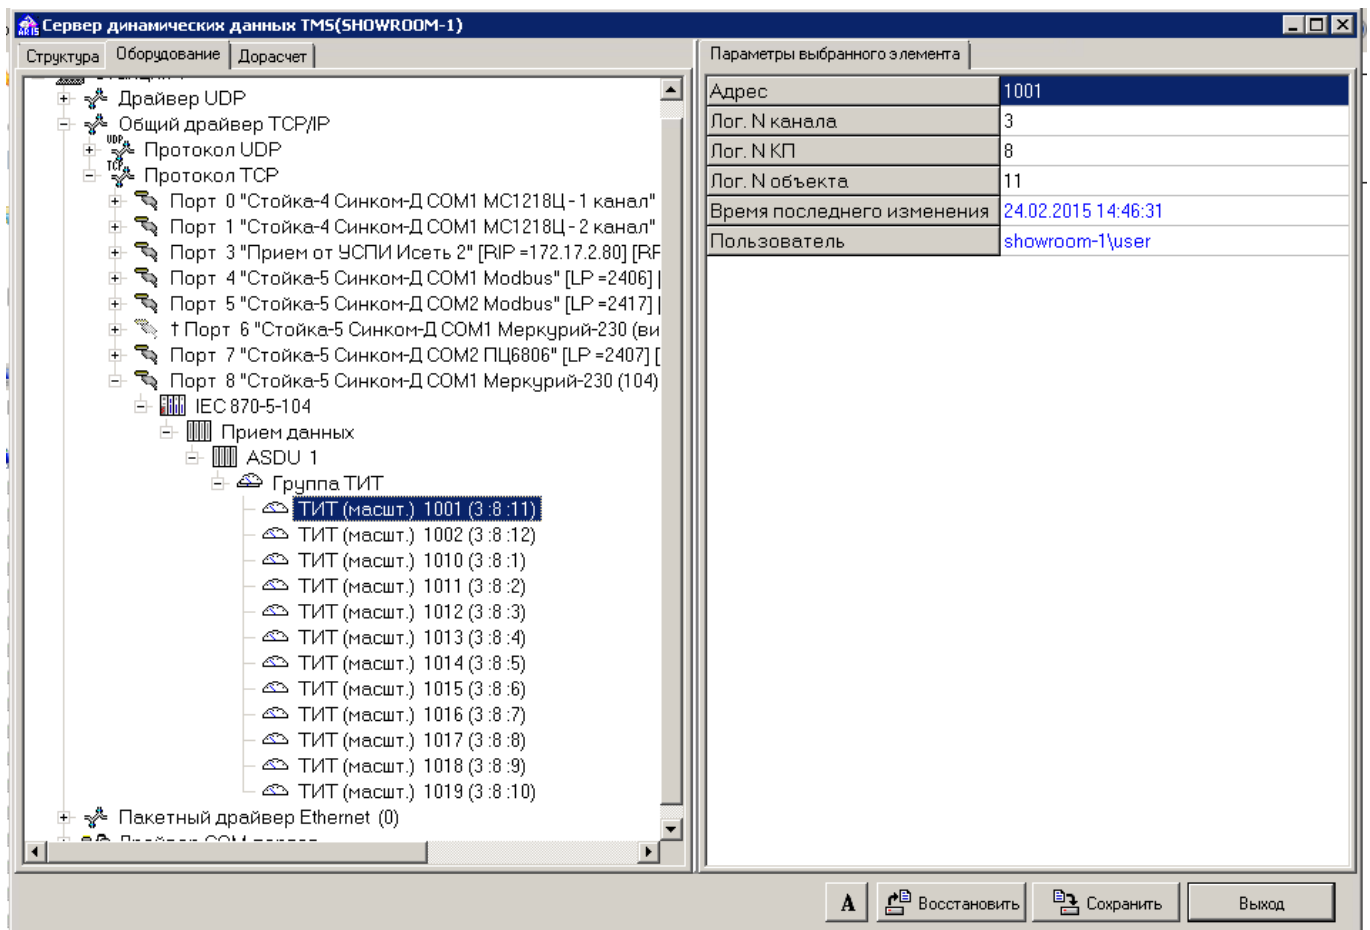 Сервер динамических данных TMS(SHOWROOM-1)
Структура Оборудование Дорасчет
Драйвер UDP
Общий драйвер TCP/IP
Протокол UDP
Протокол TCP
Порт 0 "Стойка-4 Синком-Д COM1 МС1218Ц - 1 канал"
Порт 1 "Стойка-4 Синком-Д COM1 МС1218Ц - 2 канал"
Порт 3 "Прием от УСПИ Исеть 2" [RIP =172.17.2.80] [RF
Порт 4 "Стойка-5 Синком-Д COM1 Modbus" [LP =2406] [
Порт 5 "Стойка-5 Синком-Д COM2 Modbus" [LP =2417] [
† Порт 6 "Стойка-5 Синком-Д COM1 Меркурий-230 (ви
Порт 7 "Стойка-5 Синком-Д COM2 ПЦ6806" [LP =2407] [
Порт 8 "Стойка-5 Синком-Д COM1 Меркурий-230 (104)
IEC 870-5-104
Прием данных
ASDU 1
Группа ТИТ
ТИТ (масшт.) 1001 (3 :8 :11)
ТИТ (масшт.) 1002 (3 :8 :12)
ТИТ (масшт.) 1010 (3 :8 :1)
ТИТ (масшт.) 1011 (3 :8 :2)
ТИТ (масшт.) 1012 (3 :8 :3)
ТИТ (масшт.) 1013 (3 :8 :4)
ТИТ (масшт.) 1014 (3 :8 :5)
ТИТ (масшт.) 1015 (3 :8 :6)
ТИТ (масшт.) 1016 (3 :8 :7)
ТИТ (масшт.) 1017 (3 :8 :8)
ТИТ (масшт.) 1018 (3 :8 :9)
ТИТ (масшт.) 1019 (3 :8 :10)
Пакетный драйвер Ethernet (0)
Параметры выбранного элемента
Адрес 1001
Лог. N канала 3
Лог. N КП 8
Лог. N объекта 11
Время последнего изменения 24.02.2015 14:46:31
Пользователь showroom-1\user
A Восстановить Сохранить Выход